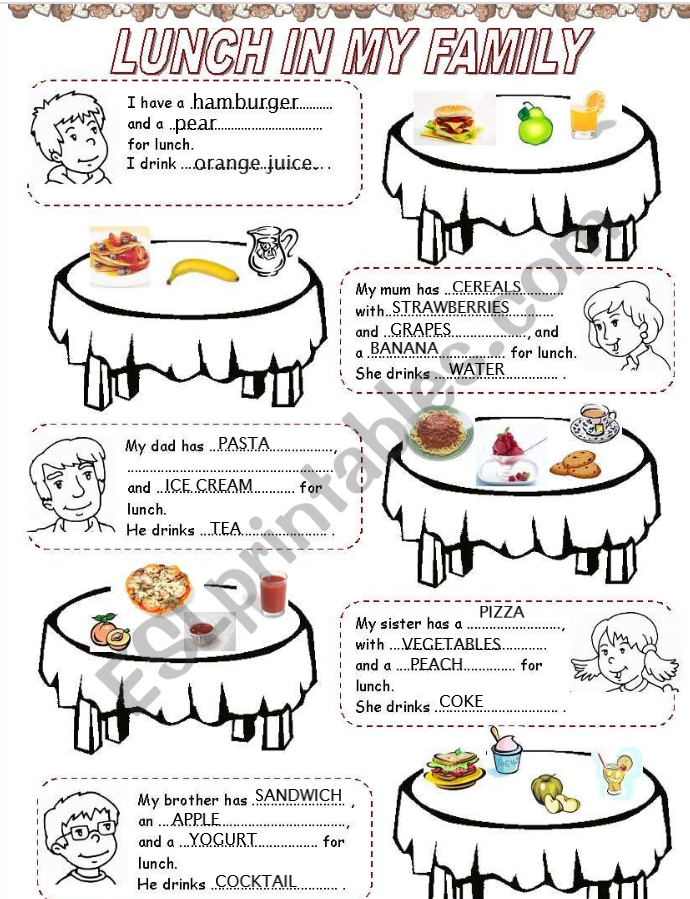 LUNCH IN MY FAMILY
I have a ..hamburger............
and a ..pear..............................
for lunch.
I drink ....orange juice.. .
My mum has ..CEREALS..........
with..STRAWBERRIES..........
and ..GRAPES..................., and
a BANANA .............. for lunch.
She drinks ...WATER............ .
My dad has ..PASTA................,
..........................................
and ..ICE CREAM.......... for
lunch.
He drinks ..TEA.................... .
My sister has a ..PIZZA................,
with ...VEGETABLES..........
and a ...PEACH............. for
lunch.
She drinks .COKE................. .
My brother has SANDWICH ,
an ...APPLE.........................,
and a ..YOGURT............. for
lunch.
He drinks .COCKTAIL......... .
ESLprintables.com